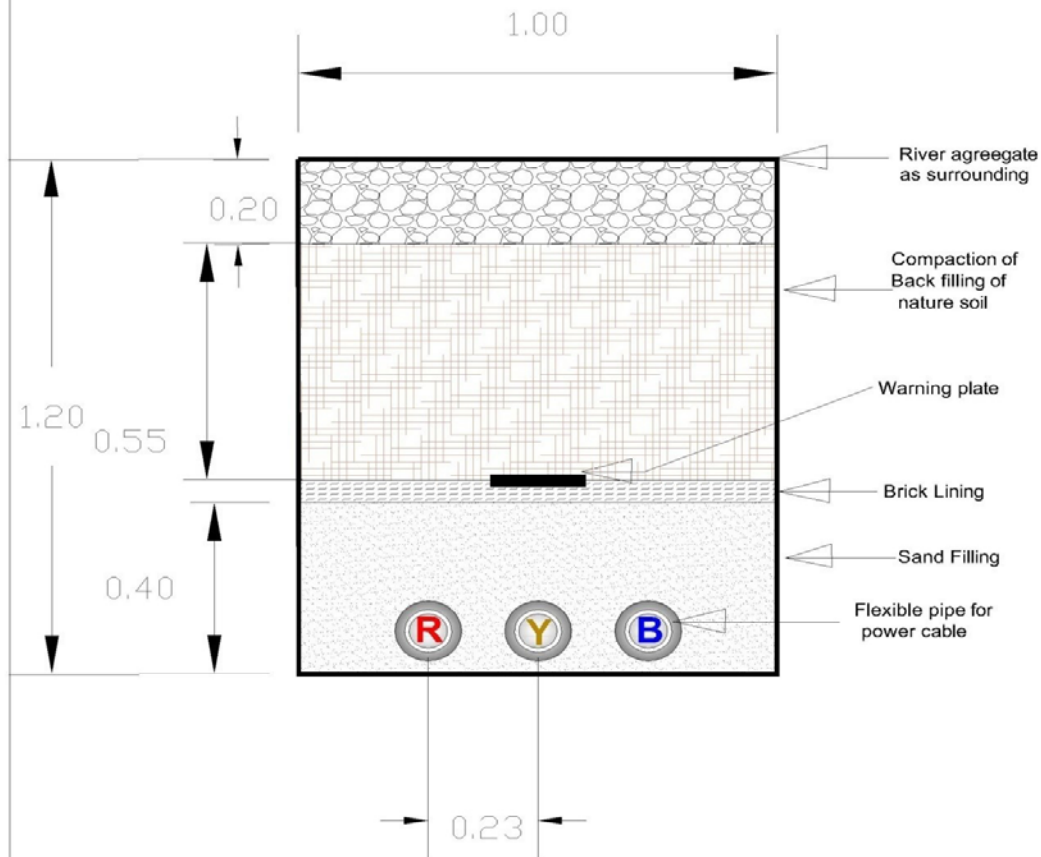 1.00
River agreegate
as surrounding
0.20
Compaction of
Back filling of
nature soil
Warning plate
1.20
0.55
Brick Lining
Sand Filling
0.40
Flexible pipe for
power cable
R Y B
0.23